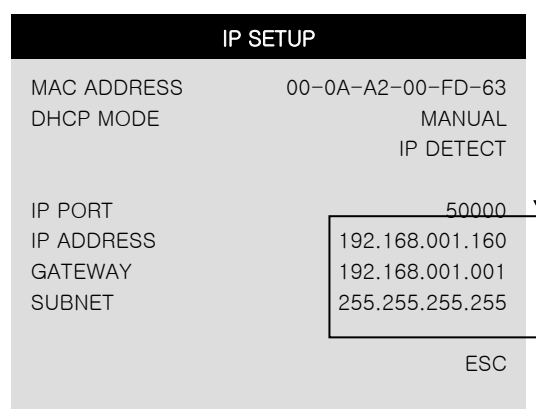 IP SETUP
MAC ADDRESS 00-0A-A2-00-FD-63
DHCP MODE MANUAL
IP DETECT
IP PORT 50000
IP ADDRESS 192.168.001.160
GATEWAY 192.168.001.001
SUBNET 255.255.255.255
ESC